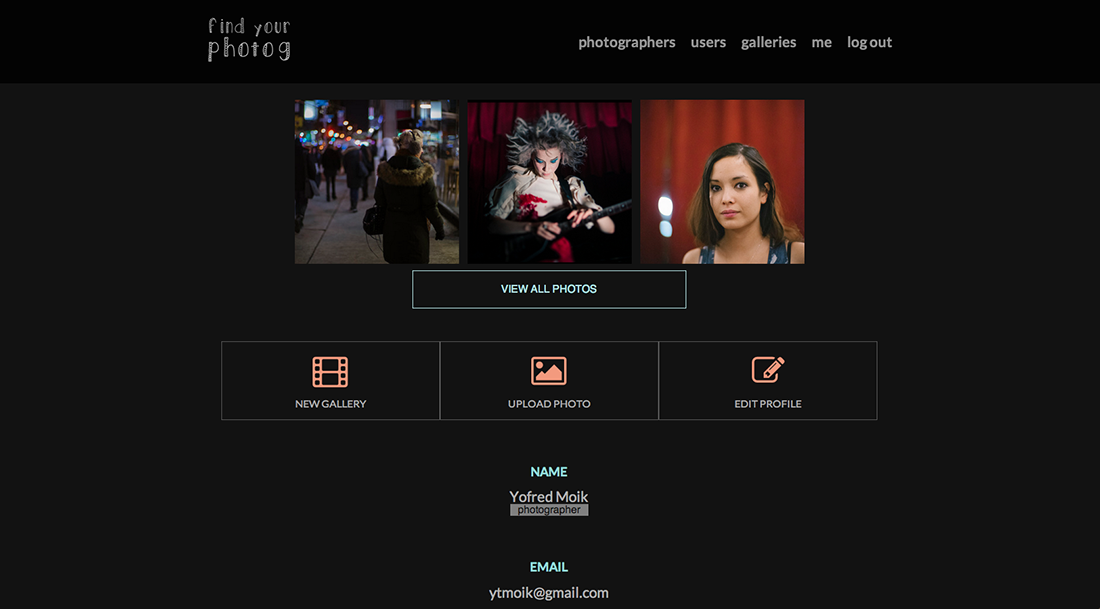 find your
photog
photographers users galleries me log out
VIEW ALL PHOTOS
NEW GALLERY UPLOAD PHOTO EDIT PROFILE
NAME
Yofred Moik
photographer
EMAIL
ytmoik@gmail.com